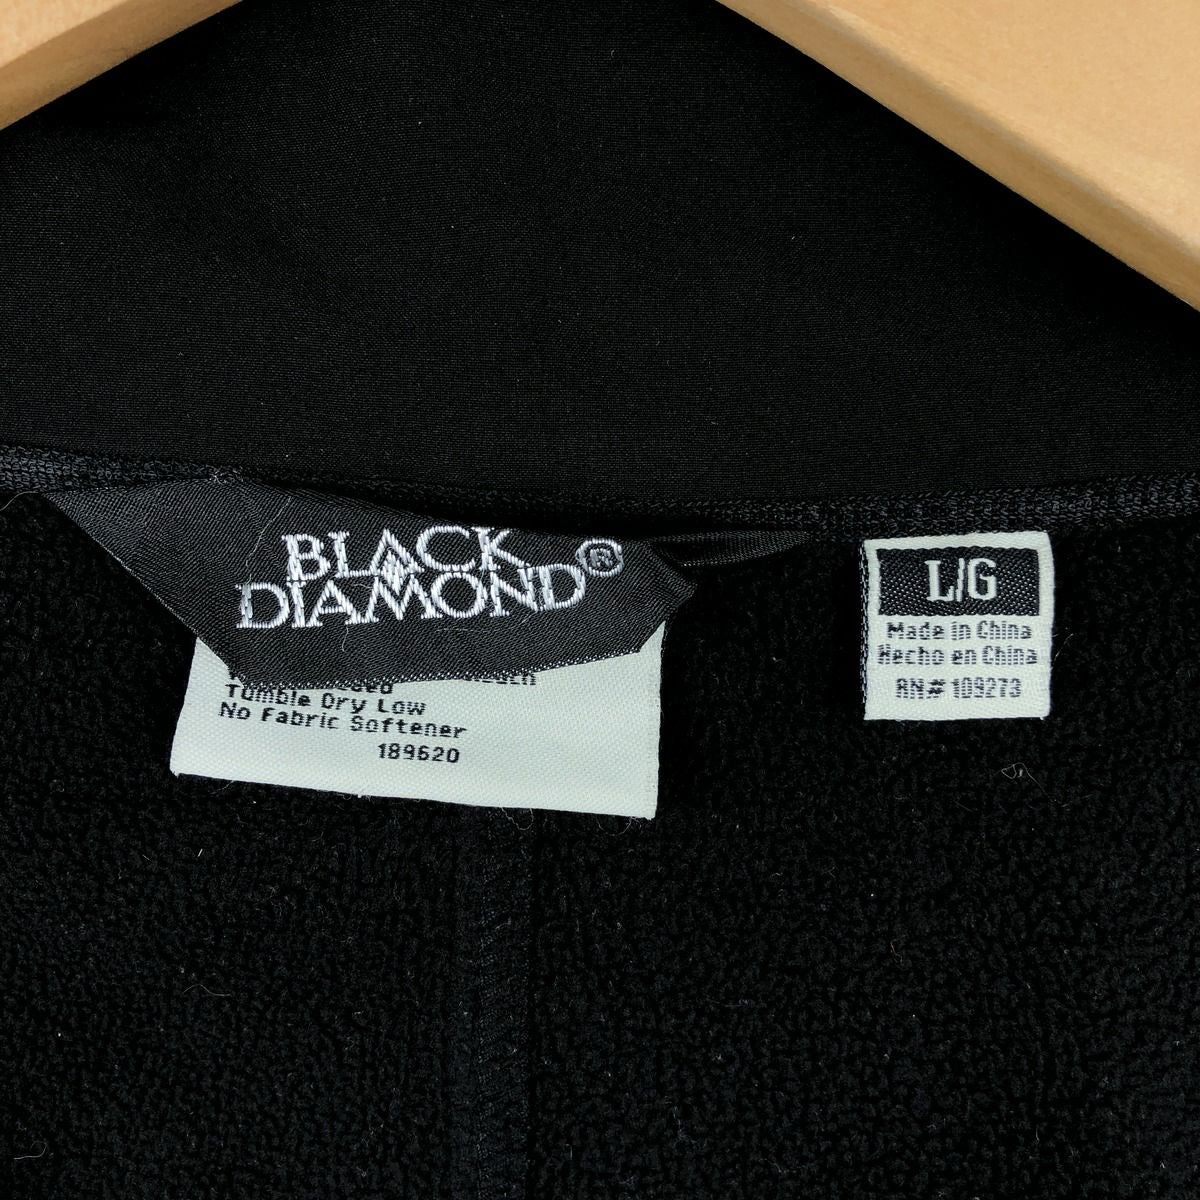 BLACK
DIAMOND®
Tumble Dry Low
No Fabric Softener
189620
L/G
Made in China
Hecho en China
RN# 109273